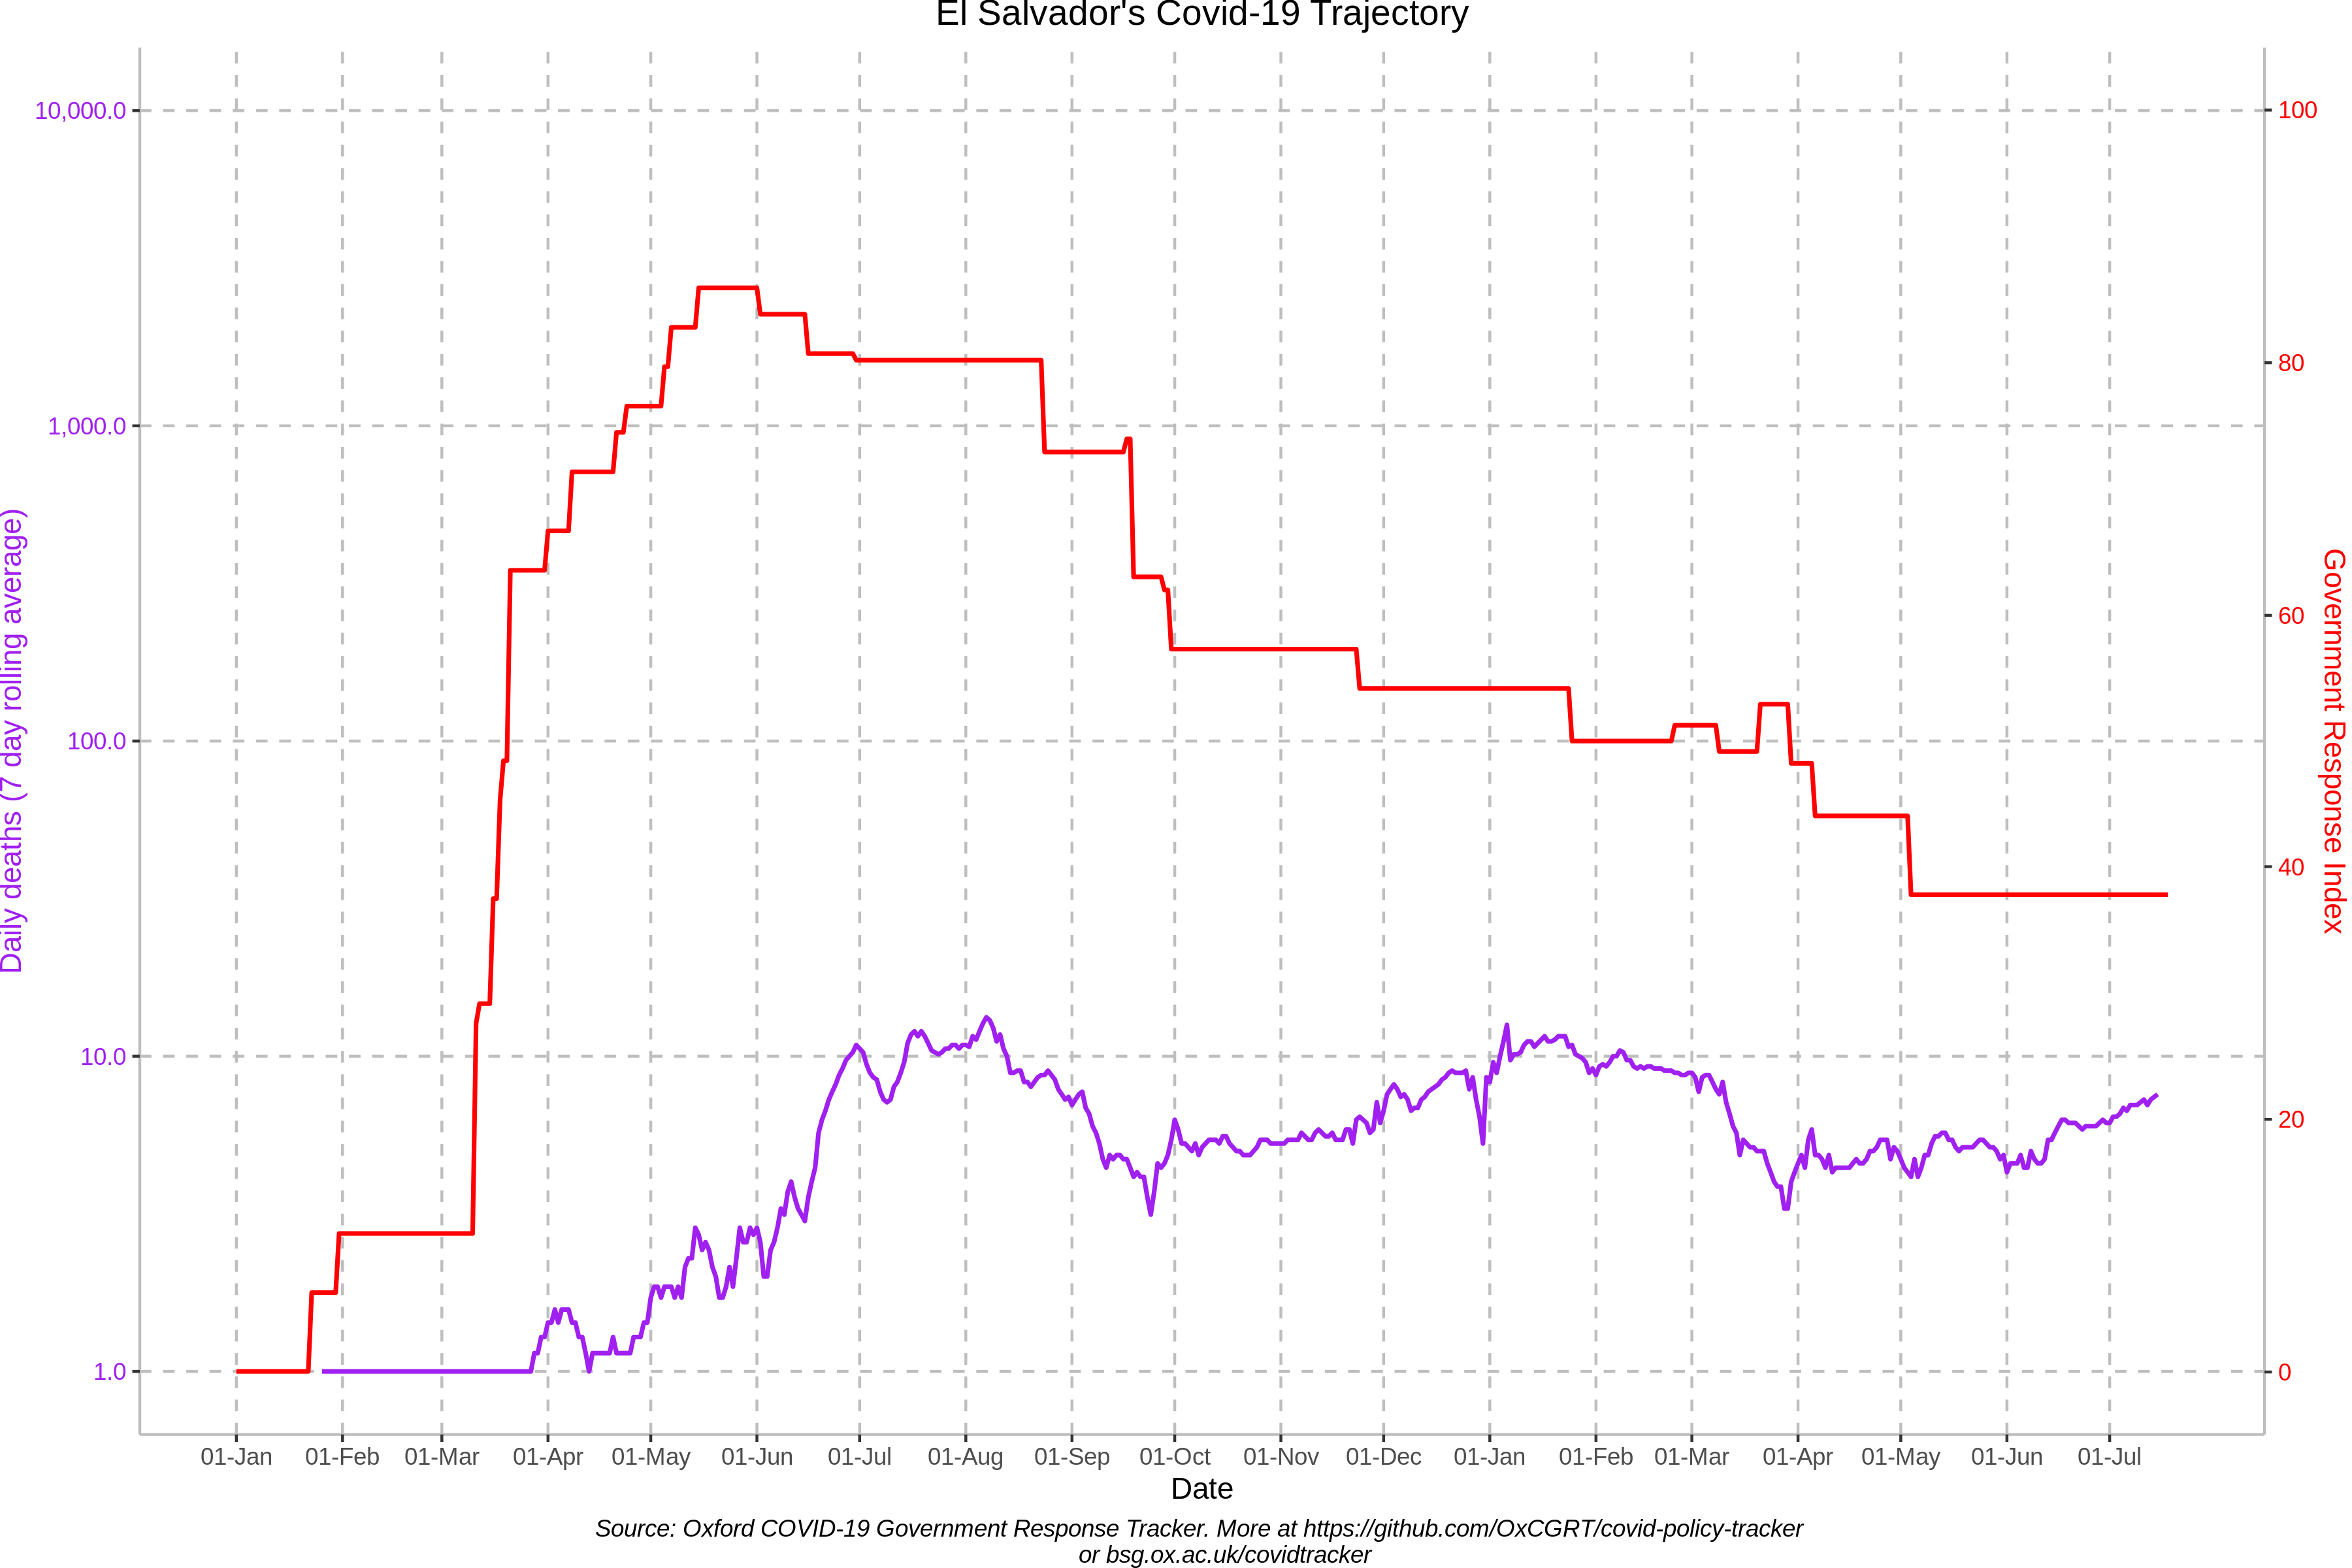 El Salvador's Covid-19 Trajectory
10,000.0
1,000.0
100.0
10.0
1.0
Daily deaths (7 day rolling average)
100
80
60
40
20
0
Government Response Index
01-Jan 01-Feb 01-Mar 01-Apr 01-May 01-Jun 01-Jul 01-Aug 01-Sep 01-Oct 01-Nov 01-Dec 01-Jan 01-Feb 01-Mar 01-Apr 01-May 01-Jun 01-Jul
Date
Source: Oxford COVID-19 Government Response Tracker. More at https://github.com/OxCGRT/covid-policy-tracker
or bsg.ox.ac.uk/covidtracker